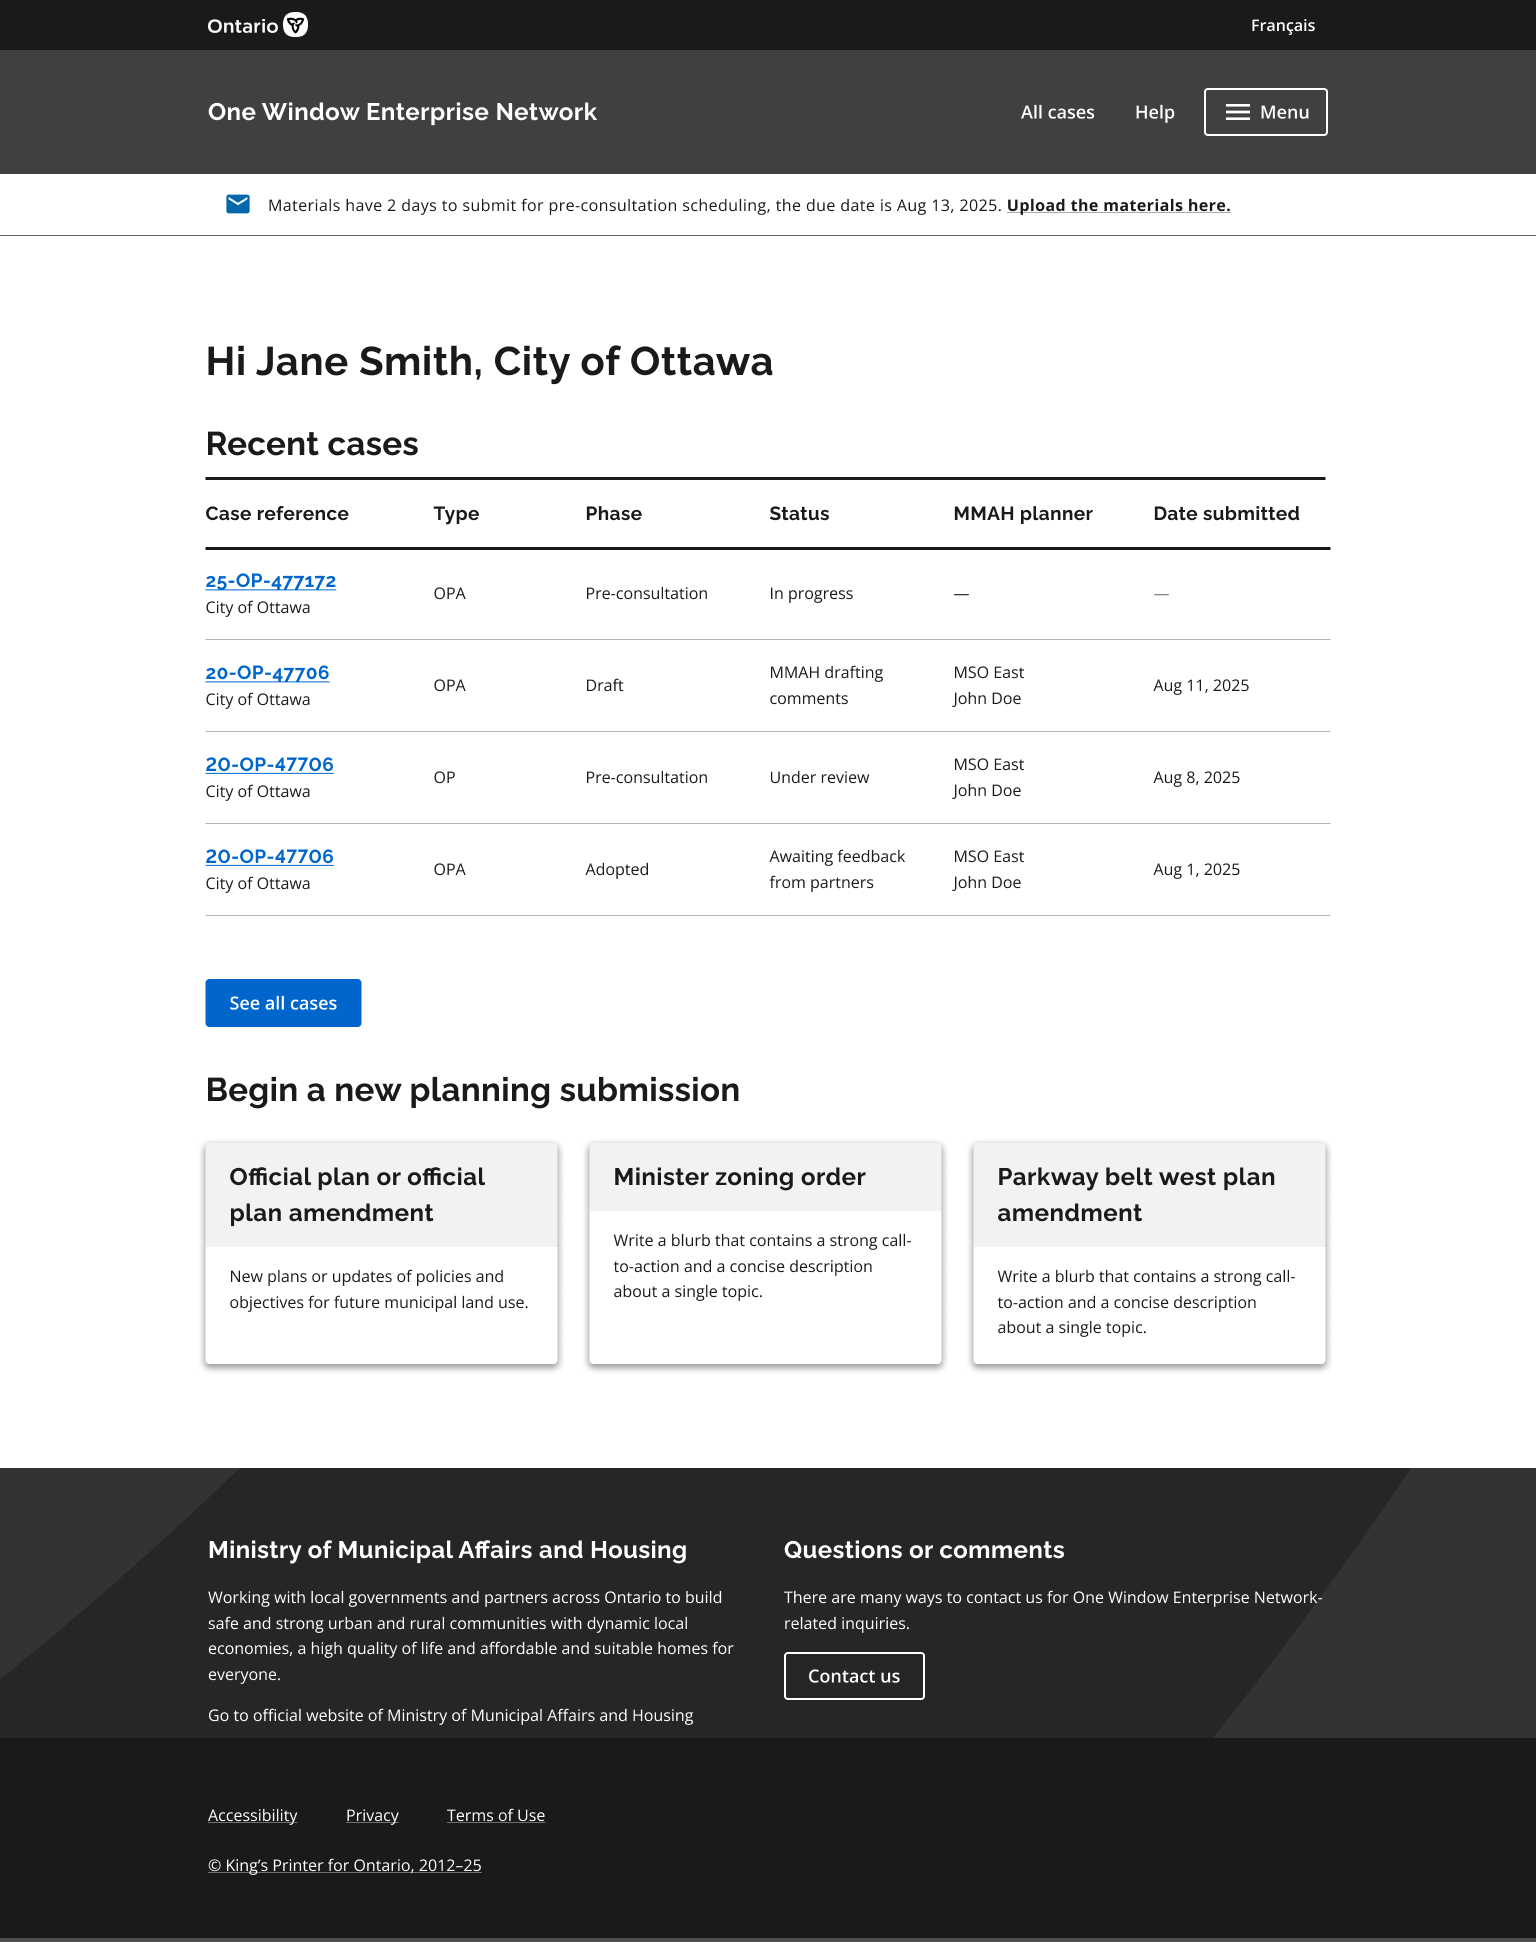 Ontario
Français
One Window Enterprise Network
All cases
Help
Menu
Materials have 2 days to submit for pre-consultation scheduling, the due date is Aug 13, 2025. Upload the materials here.
Hi Jane Smith, City of Ottawa
Recent cases
Case reference Type Phase Status MMAH planner Date submitted
25-OP-477172
City of Ottawa
OPA
Pre-consultation
In progress
—
—
20-OP-47706
City of Ottawa
OPA
Draft
MMAH drafting
comments
MSO East
John Doe
Aug 11, 2025
20-OP-47706
City of Ottawa
OP
Pre-consultation
Under review
MSO East
John Doe
Aug 8, 2025
20-OP-47706
City of Ottawa
OPA
Adopted
Awaiting feedback
from partners
MSO East
John Doe
Aug 1, 2025
See all cases
Begin a new planning submission
Official plan or official
plan amendment
New plans or updates of policies and
objectives for future municipal land use.
Minister zoning order
Write a blurb that contains a strong call-
to-action and a concise description
about a single topic.
Parkway belt west plan
amendment
Write a blurb that contains a strong call-
to-action and a concise description
about a single topic.
Ministry of Municipal Affairs and Housing
Working with local governments and partners across Ontario to build
safe and strong urban and rural communities with dynamic local
economies, a high quality of life and affordable and suitable homes for
everyone.
Go to official website of Ministry of Municipal Affairs and Housing
Questions or comments
There are many ways to contact us for One Window Enterprise Network-
related inquiries.
Contact us
Accessibility
Privacy
Terms of Use
© King’s Printer for Ontario, 2012–25